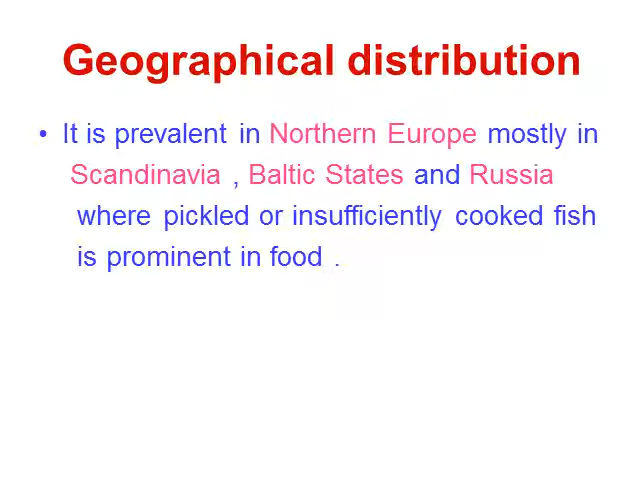 Geographical distribution
• It is prevalent in Northern Europe mostly in
Scandinavia , Baltic States and Russia
where pickled or insufficiently cooked fish
is prominent in food .